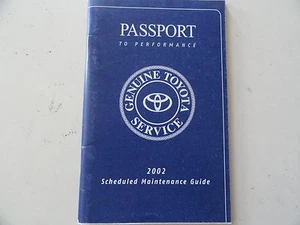 PASSPORT
TO PERFORMANCE
GENUINE TOYOTA
SERVICE
2002
Scheduled Maintenance Guide